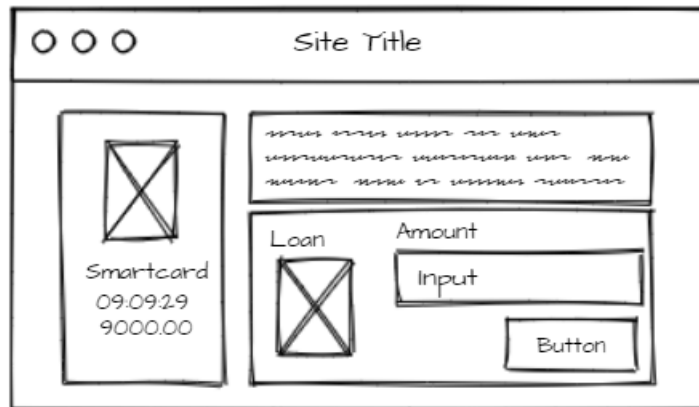 Site Title
Smartcard
09:09:29
9000.00
Loan
Amount
Input
Button